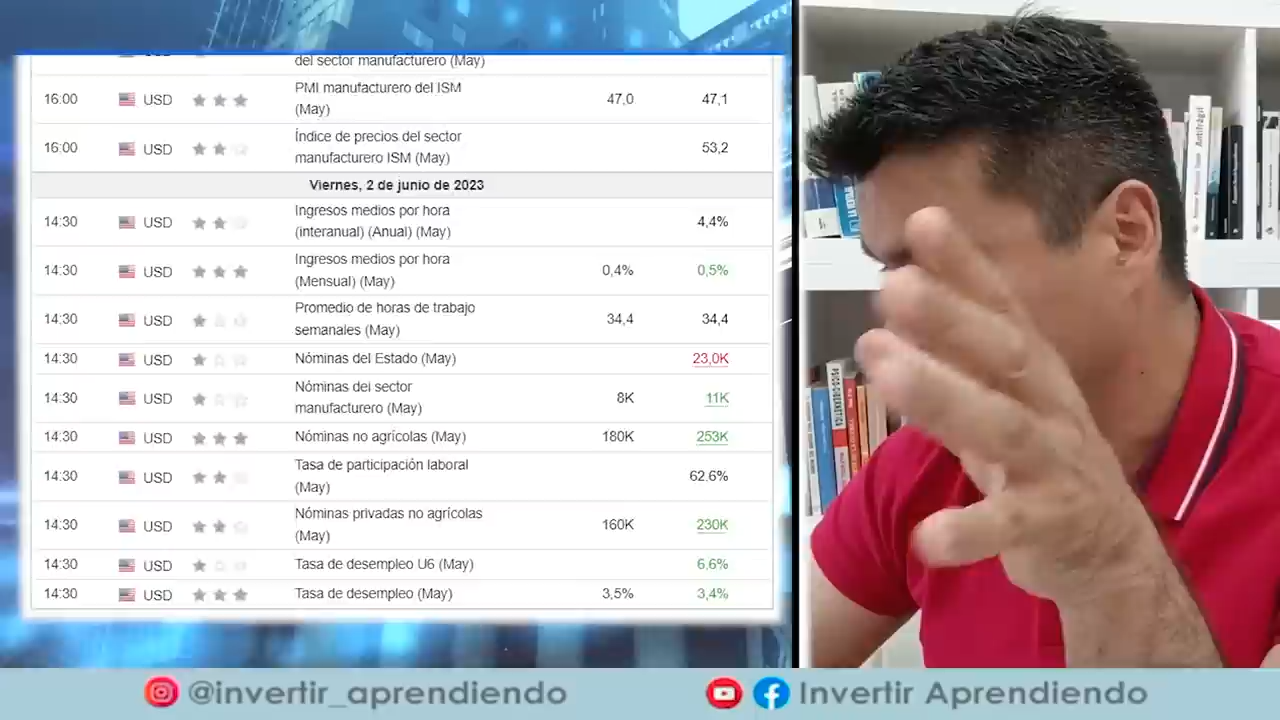 del sector manufacturero (May)
16:00 USD PMI manufacturero del ISM 47,0 47,1
(May)
16:00 USD Índice de precios del sector 53,2
manufacturero ISM (May)
Viernes, 2 de junio de 2023
14:30 USD Ingresos medios por hora 4,4%
(interanual) (Anual) (May)
14:30 USD Ingresos medios por hora 0,4% 0,5%
(Mensual) (May)
14:30 USD Promedio de horas de trabajo 34,4 34,4
semanales (May)
14:30 USD Nóminas del Estado (May) 23,0K
14:30 USD Nóminas del sector 8K 11K
manufacturero (May)
14:30 USD Nóminas no agrícolas (May) 180K 253K
14:30 USD Tasa de participación laboral 62,6%
(May)
14:30 USD Nóminas privadas no agrícolas 160K 230K
(May)
14:30 USD Tasa de desempleo U6 (May) 6,6%
14:30 USD Tasa de desempleo (May) 3,5% 3,4%
Antifrágil
PSICOCIBERNÉTICA
@invertir_aprendiendo Invertir Aprendiendo